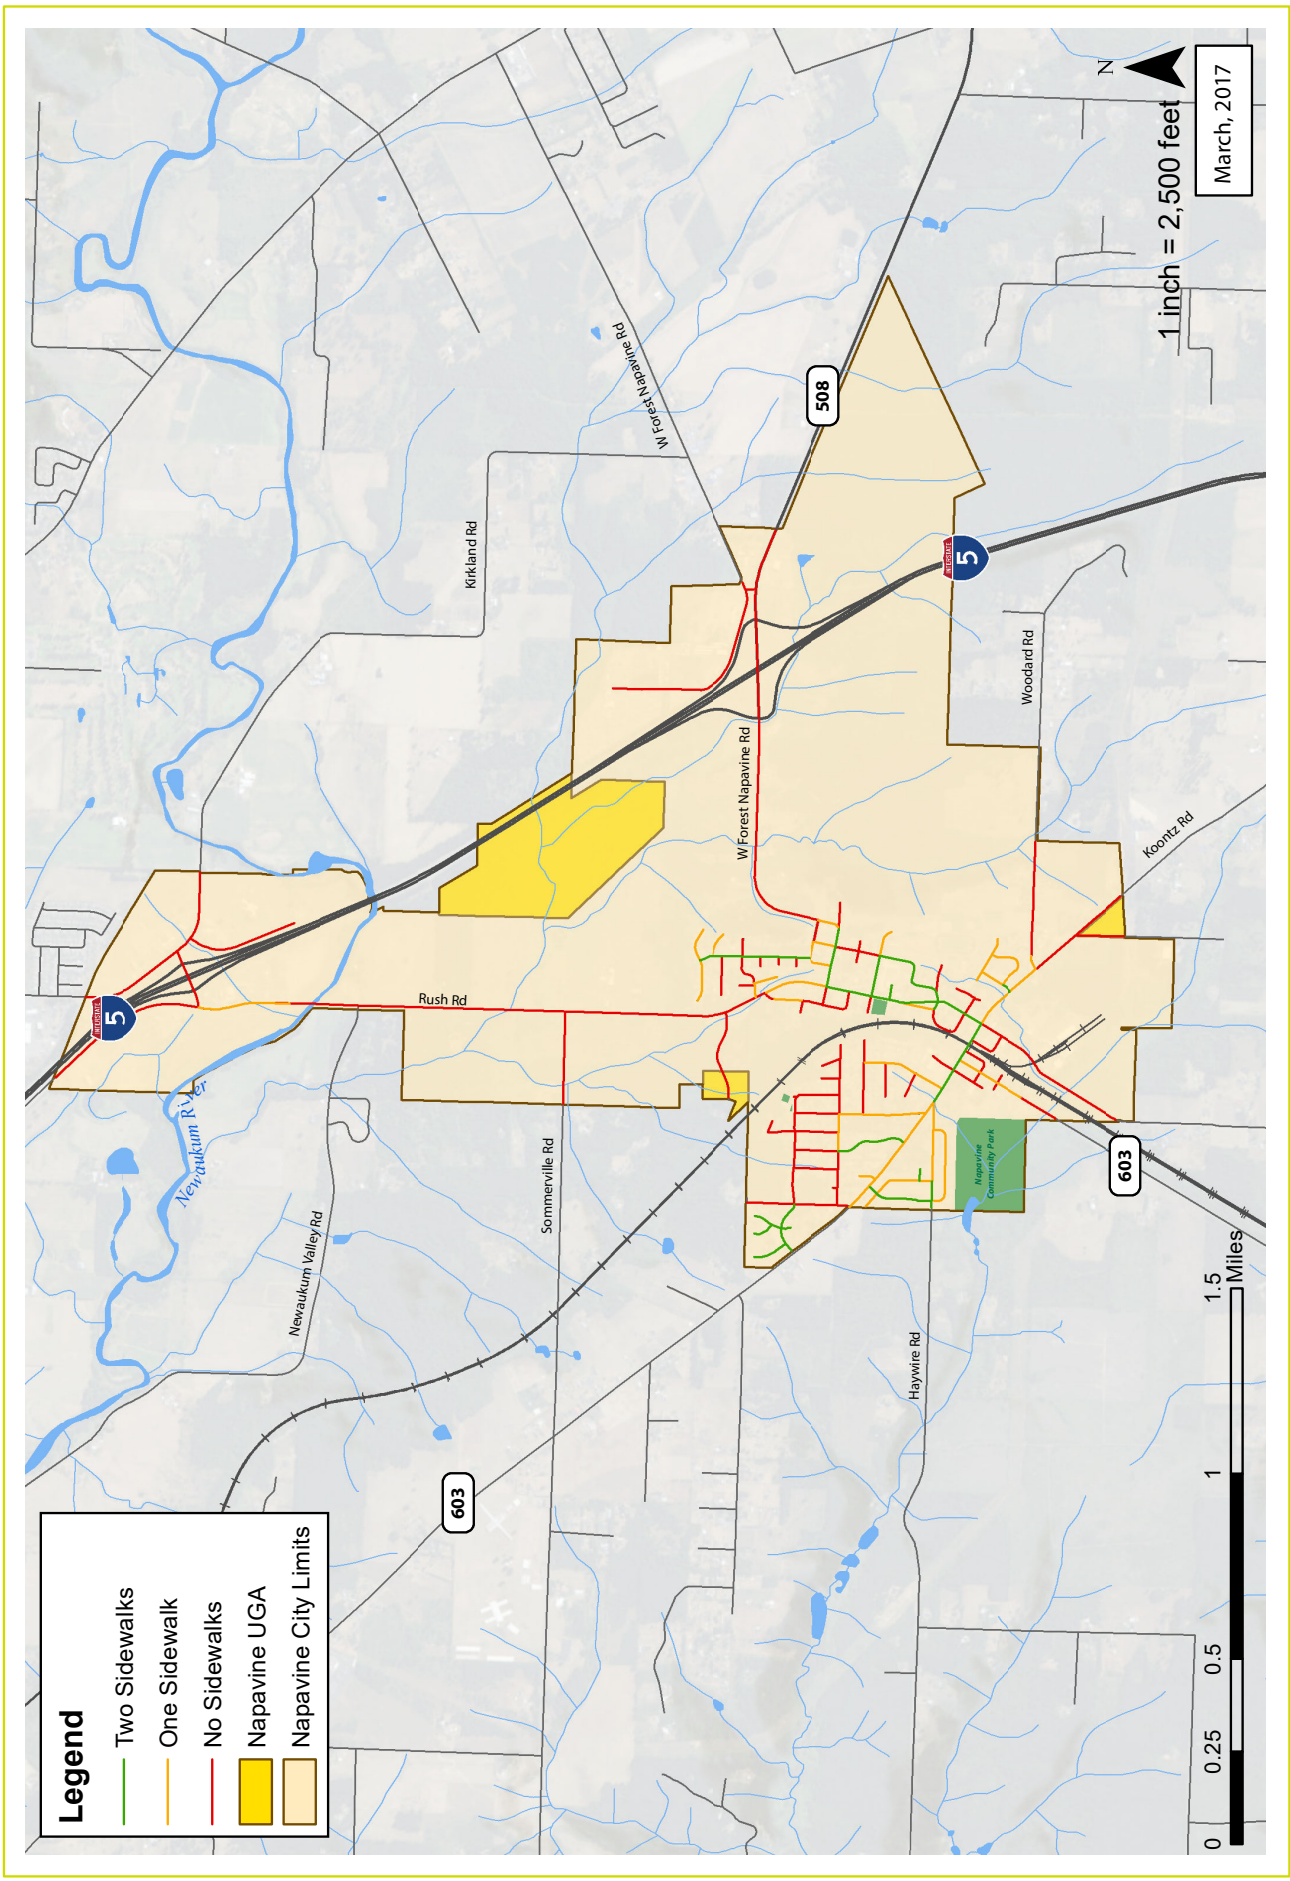 Legend
Two Sidewalks
One Sidewalk
No Sidewalks
Napavine UGA
Napavine City Limits
Newaukum River
Newaukum Valley Rd
603
Sommerville Rd
Rush Rd
INTERSTATE
5
Kirkland Rd
W Forest Napavine Rd
W Forest Napavine Rd
508
INTERSTATE
5
Woodard Rd
Koontz Rd
Napavine
Community Park
603
Haywire Rd
0 0.25 0.5 1 1.5
Miles
N
1 inch = 2,500 feet
March, 2017